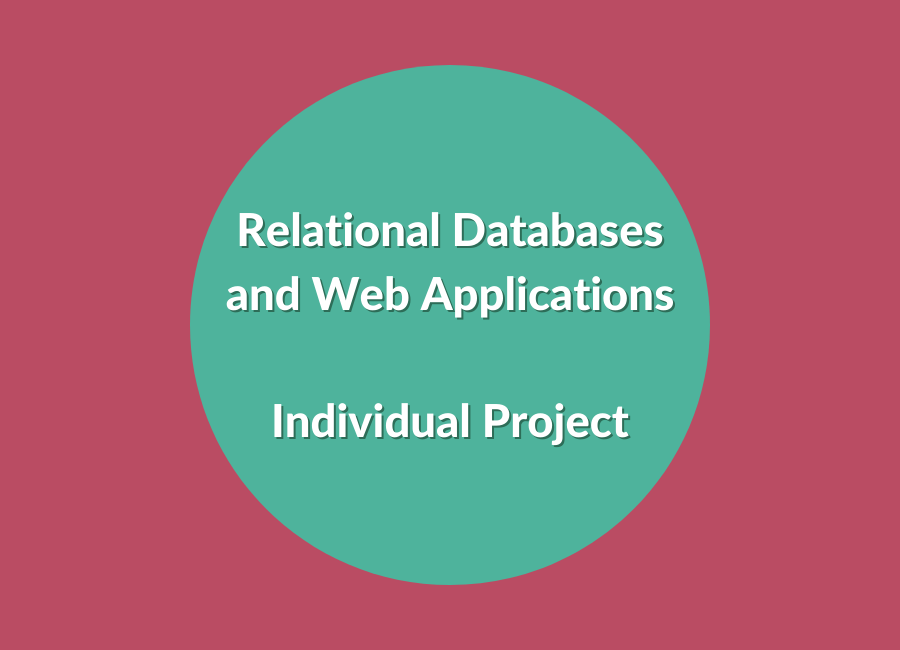 Relational Databases
and Web Applications
Individual Project